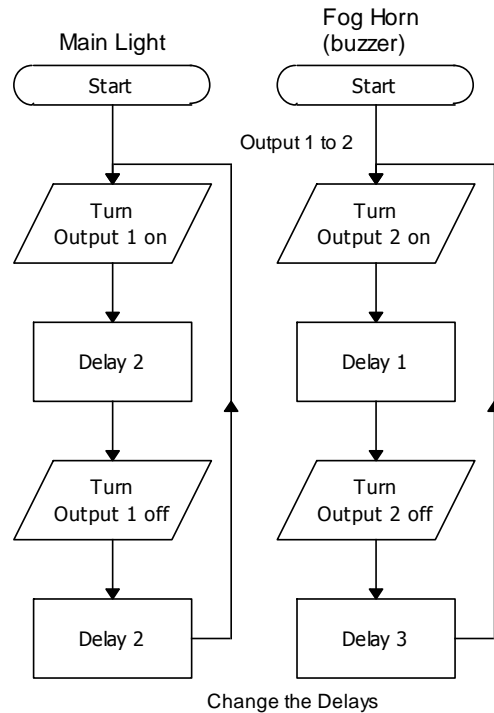 Main Light
Start
Turn
Output 1 on
Delay 2
Turn
Output 1 off
Delay 2
Fog Horn
(buzzer)
Start
Output 1 to 2
Turn
Output 2 on
Delay 1
Turn
Output 2 off
Delay 3
Change the Delays